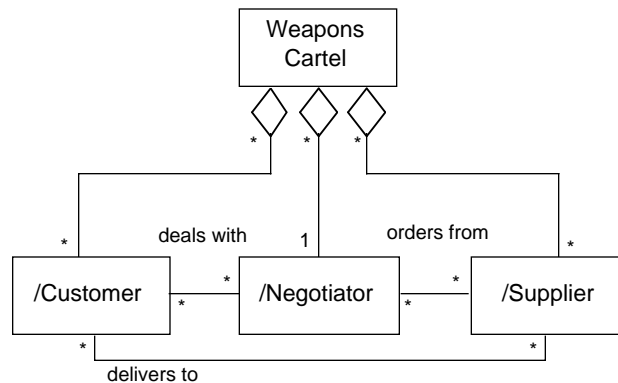 Weapons
Cartel
* * *
* deals with 1 orders from *
/Customer * * /Negotiator * * /Supplier
* *
delivers to